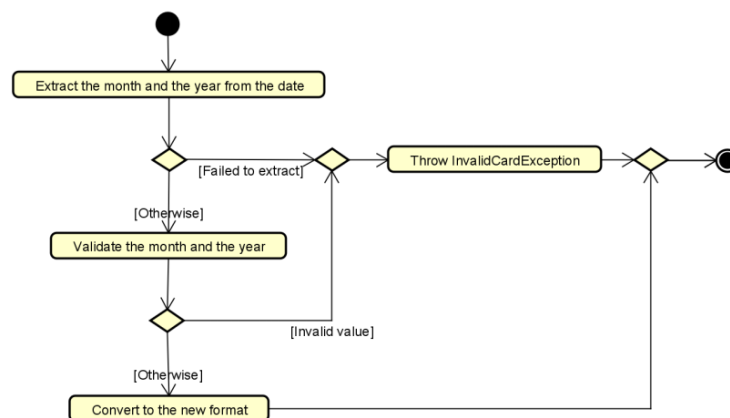 Extract the month and the year from the date
[Failed to extract]
Throw InvalidCardException
[Otherwise]
Validate the month and the year
[Invalid value]
[Otherwise]
Convert to the new format